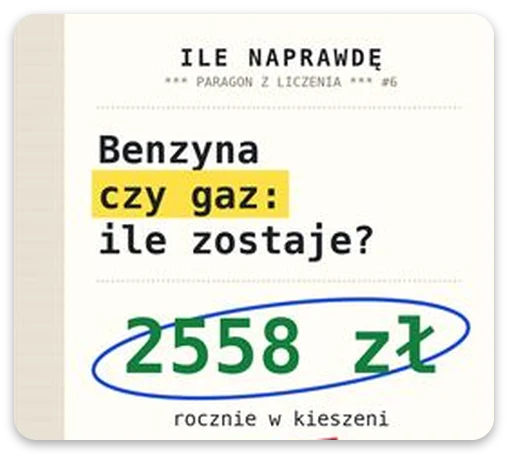 ILE NAPRAWDĘ
*** PARAGON Z LICZENIA *** #6
Benzyna
czy gaz:
ile zostaje?
2558 zł
rocznie w kieszeni